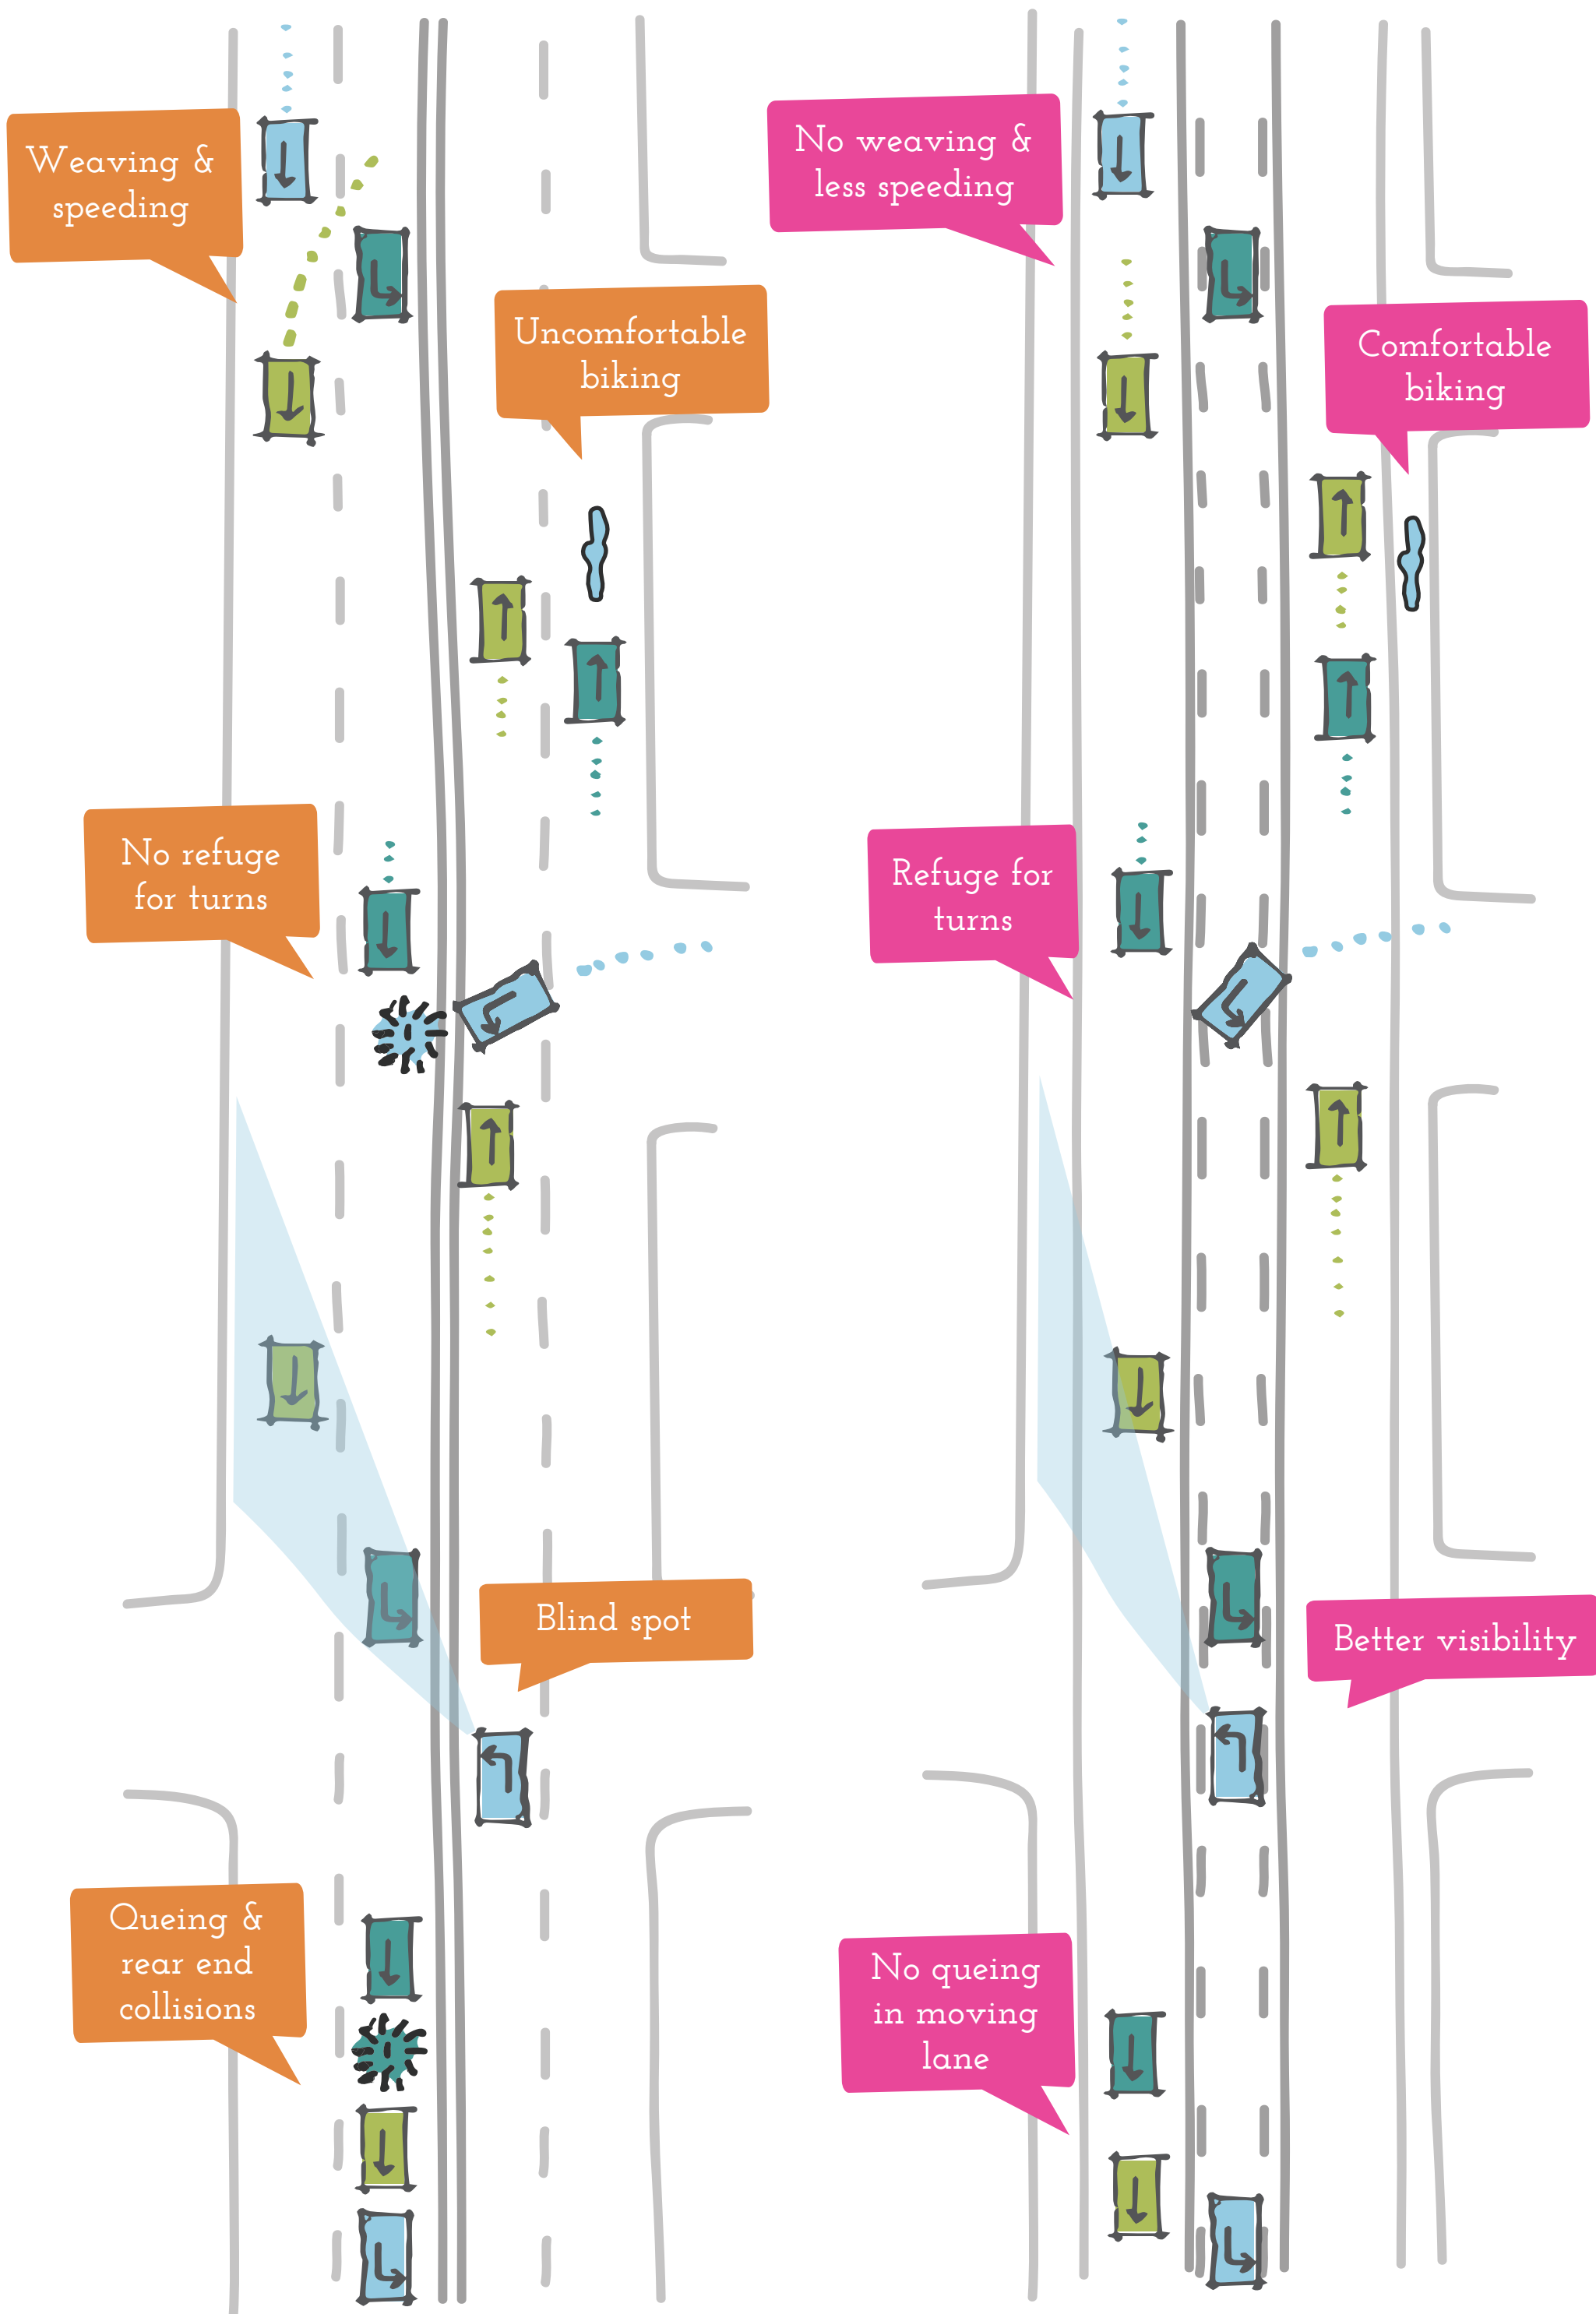 Weaving &
speeding
Uncomfortable
biking
No refuge
for turns
Blind spot
Queing &
rear end
collisions
No weaving &
less speeding
Comfortable
biking
Refuge for
turns
Better visibility
No queing
in moving
lane